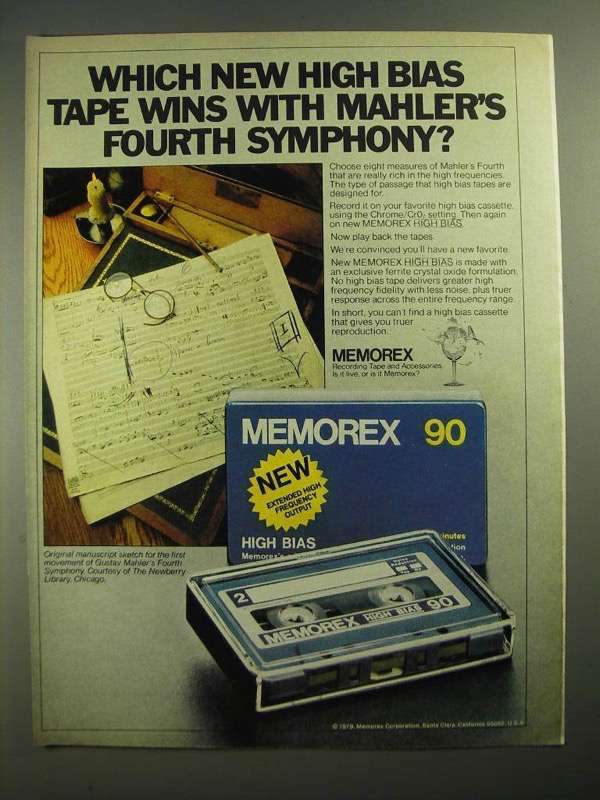 WHICH NEW HIGH BIAS
TAPE WINS WITH MAHLER'S
FOURTH SYMPHONY?
Choose eight measures of Mahler's Fourth
that are really rich in the high frequencies.
The type of passage that high bias tapes are
designed for.
Record it on your favorite high bias cassette,
using the Chrome/CrO₂ setting. Then again
on new MEMOREX HIGH BIAS.
Now play back the tapes.
We're convinced you'll have a new favorite.
New MEMOREX HIGH BIAS is made with
an exclusive ferrite crystal oxide formulation.
No high bias tape delivers greater high
frequency fidelity with less noise, plus truer
response across the entire frequency range.
In short, you can't find a high bias cassette
that gives you truer
reproduction.
MEMOREX
Recording Tape and Accessories.
Is it live, or is it Memorex?
MEMOREX 90
NEW
EXTENDED HIGH
FREQUENCY
OUTPUT
HIGH BIAS
Memorex's
minutes
2
MEMOREX HIGH BIAS 90
Original manuscript sketch for the first
movement of Gustav Mahler's Fourth
Symphony, Courtesy of The Newberry
Library, Chicago.
© 1979, Memorex Corporation, Santa Clara, California 95052, U.S.A.